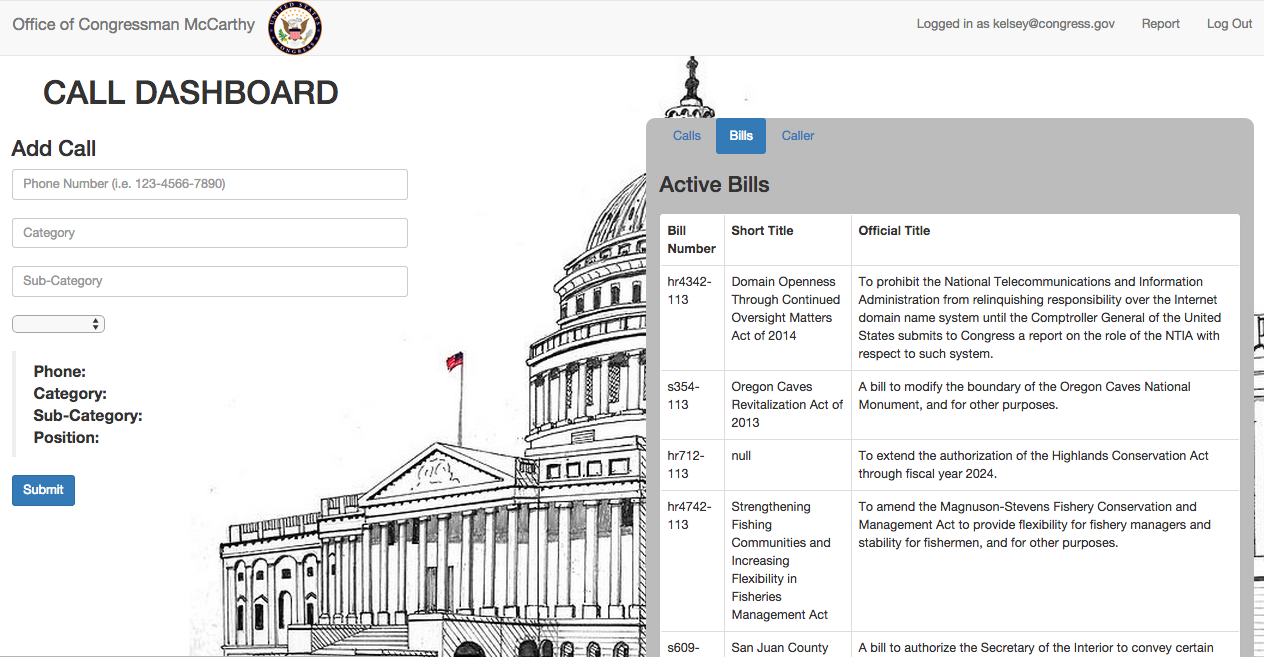 Office of Congressman McCarthy
Logged in as kelsey@congress.gov
Report
Log Out
CALL DASHBOARD
Add Call
Phone Number (i.e. 123-4566-7890)
Category
Sub-Category
Phone:
Category:
Sub-Category:
Position:
Submit
Calls
Bills
Caller
Active Bills
Bill
Number
Short Title
Official Title
hr4342-
113
Domain Openness
Through Continued
Oversight Matters
Act of 2014
To prohibit the National Telecommunications and Information
Administration from relinquishing responsibility over the Internet
domain name system until the Comptroller General of the United
States submits to Congress a report on the role of the NTIA with
respect to such system.
s354-
113
Oregon Caves
Revitalization Act of
2013
A bill to modify the boundary of the Oregon Caves National
Monument, and for other purposes.
hr712-
113
null
To extend the authorization of the Highlands Conservation Act
through fiscal year 2024.
hr4742-
113
Strengthening
Fishing
Communities and
Increasing
Flexibility in
Fisheries
Management Act
To amend the Magnuson-Stevens Fishery Conservation and
Management Act to provide flexibility for fishery managers and
stability for fishermen, and for other purposes.
s609-
San Juan County
A bill to authorize the Secretary of the Interior to convey certain